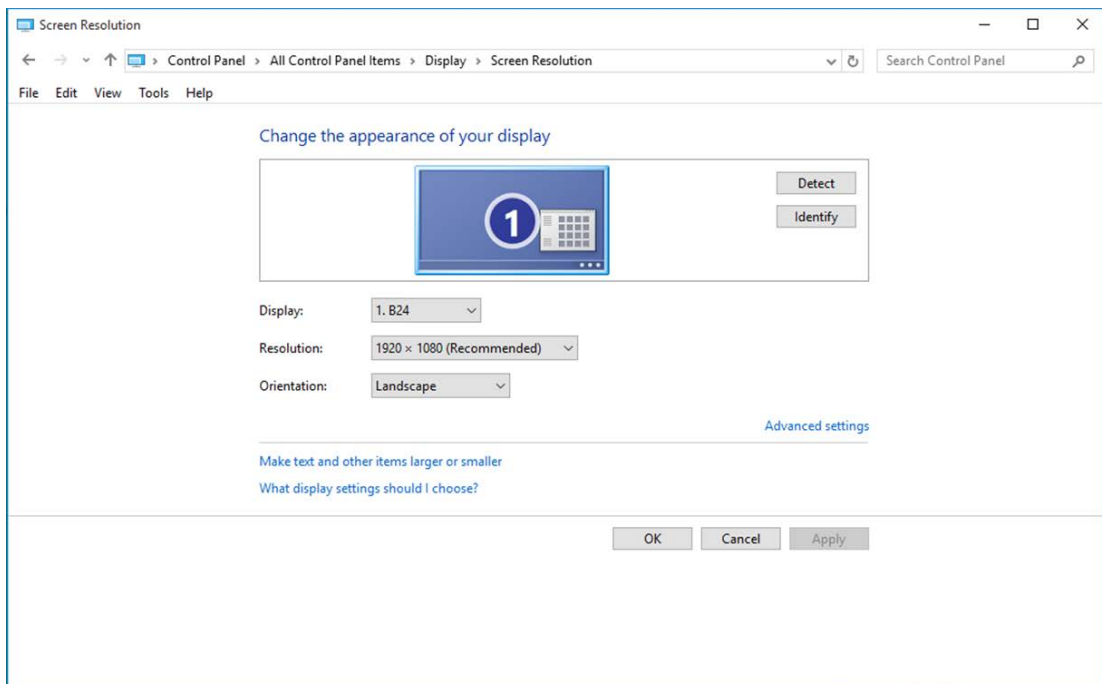 Screen Resolution
Control Panel > All Control Panel Items > Display > Screen Resolution
Search Control Panel
File Edit View Tools Help
Change the appearance of your display
1
Detect
Identify
Display: 1. B24
Resolution: 1920 × 1080 (Recommended)
Orientation: Landscape
Advanced settings
Make text and other items larger or smaller
What display settings should I choose?
OK Cancel Apply